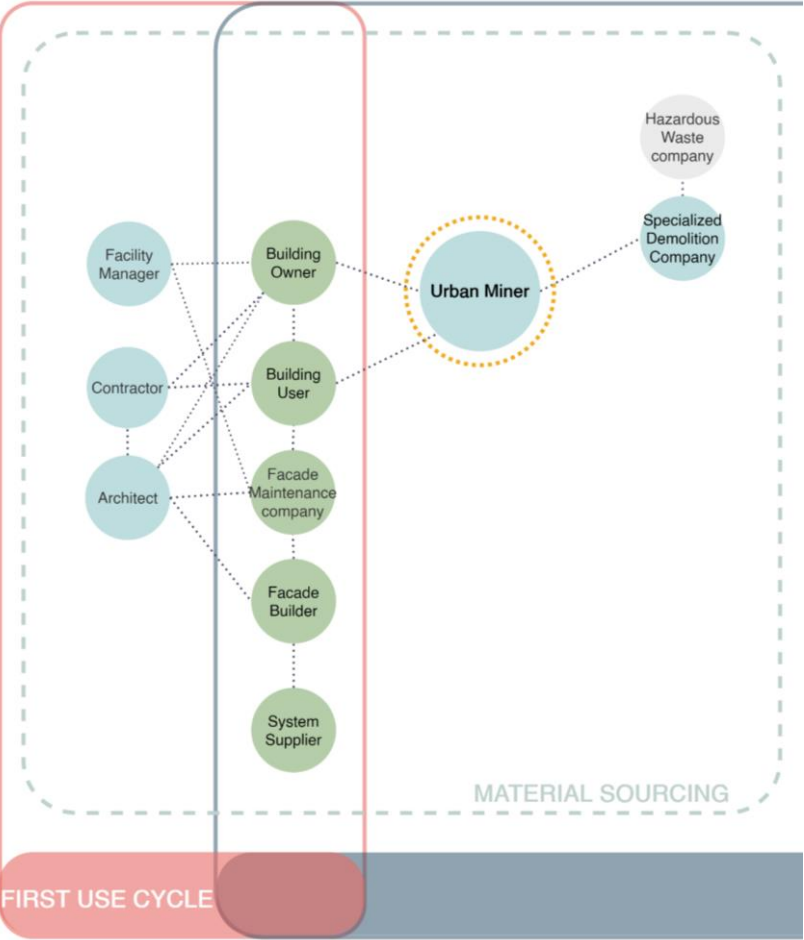 Hazardous
Waste
company
Specialized
Demolition
Company
Facility
Manager
Building
Owner
Urban Miner
Contractor
Building
User
Architect
Facade
Maintenance
company
Facade
Builder
System
Supplier
MATERIAL SOURCING
FIRST USE CYCLE